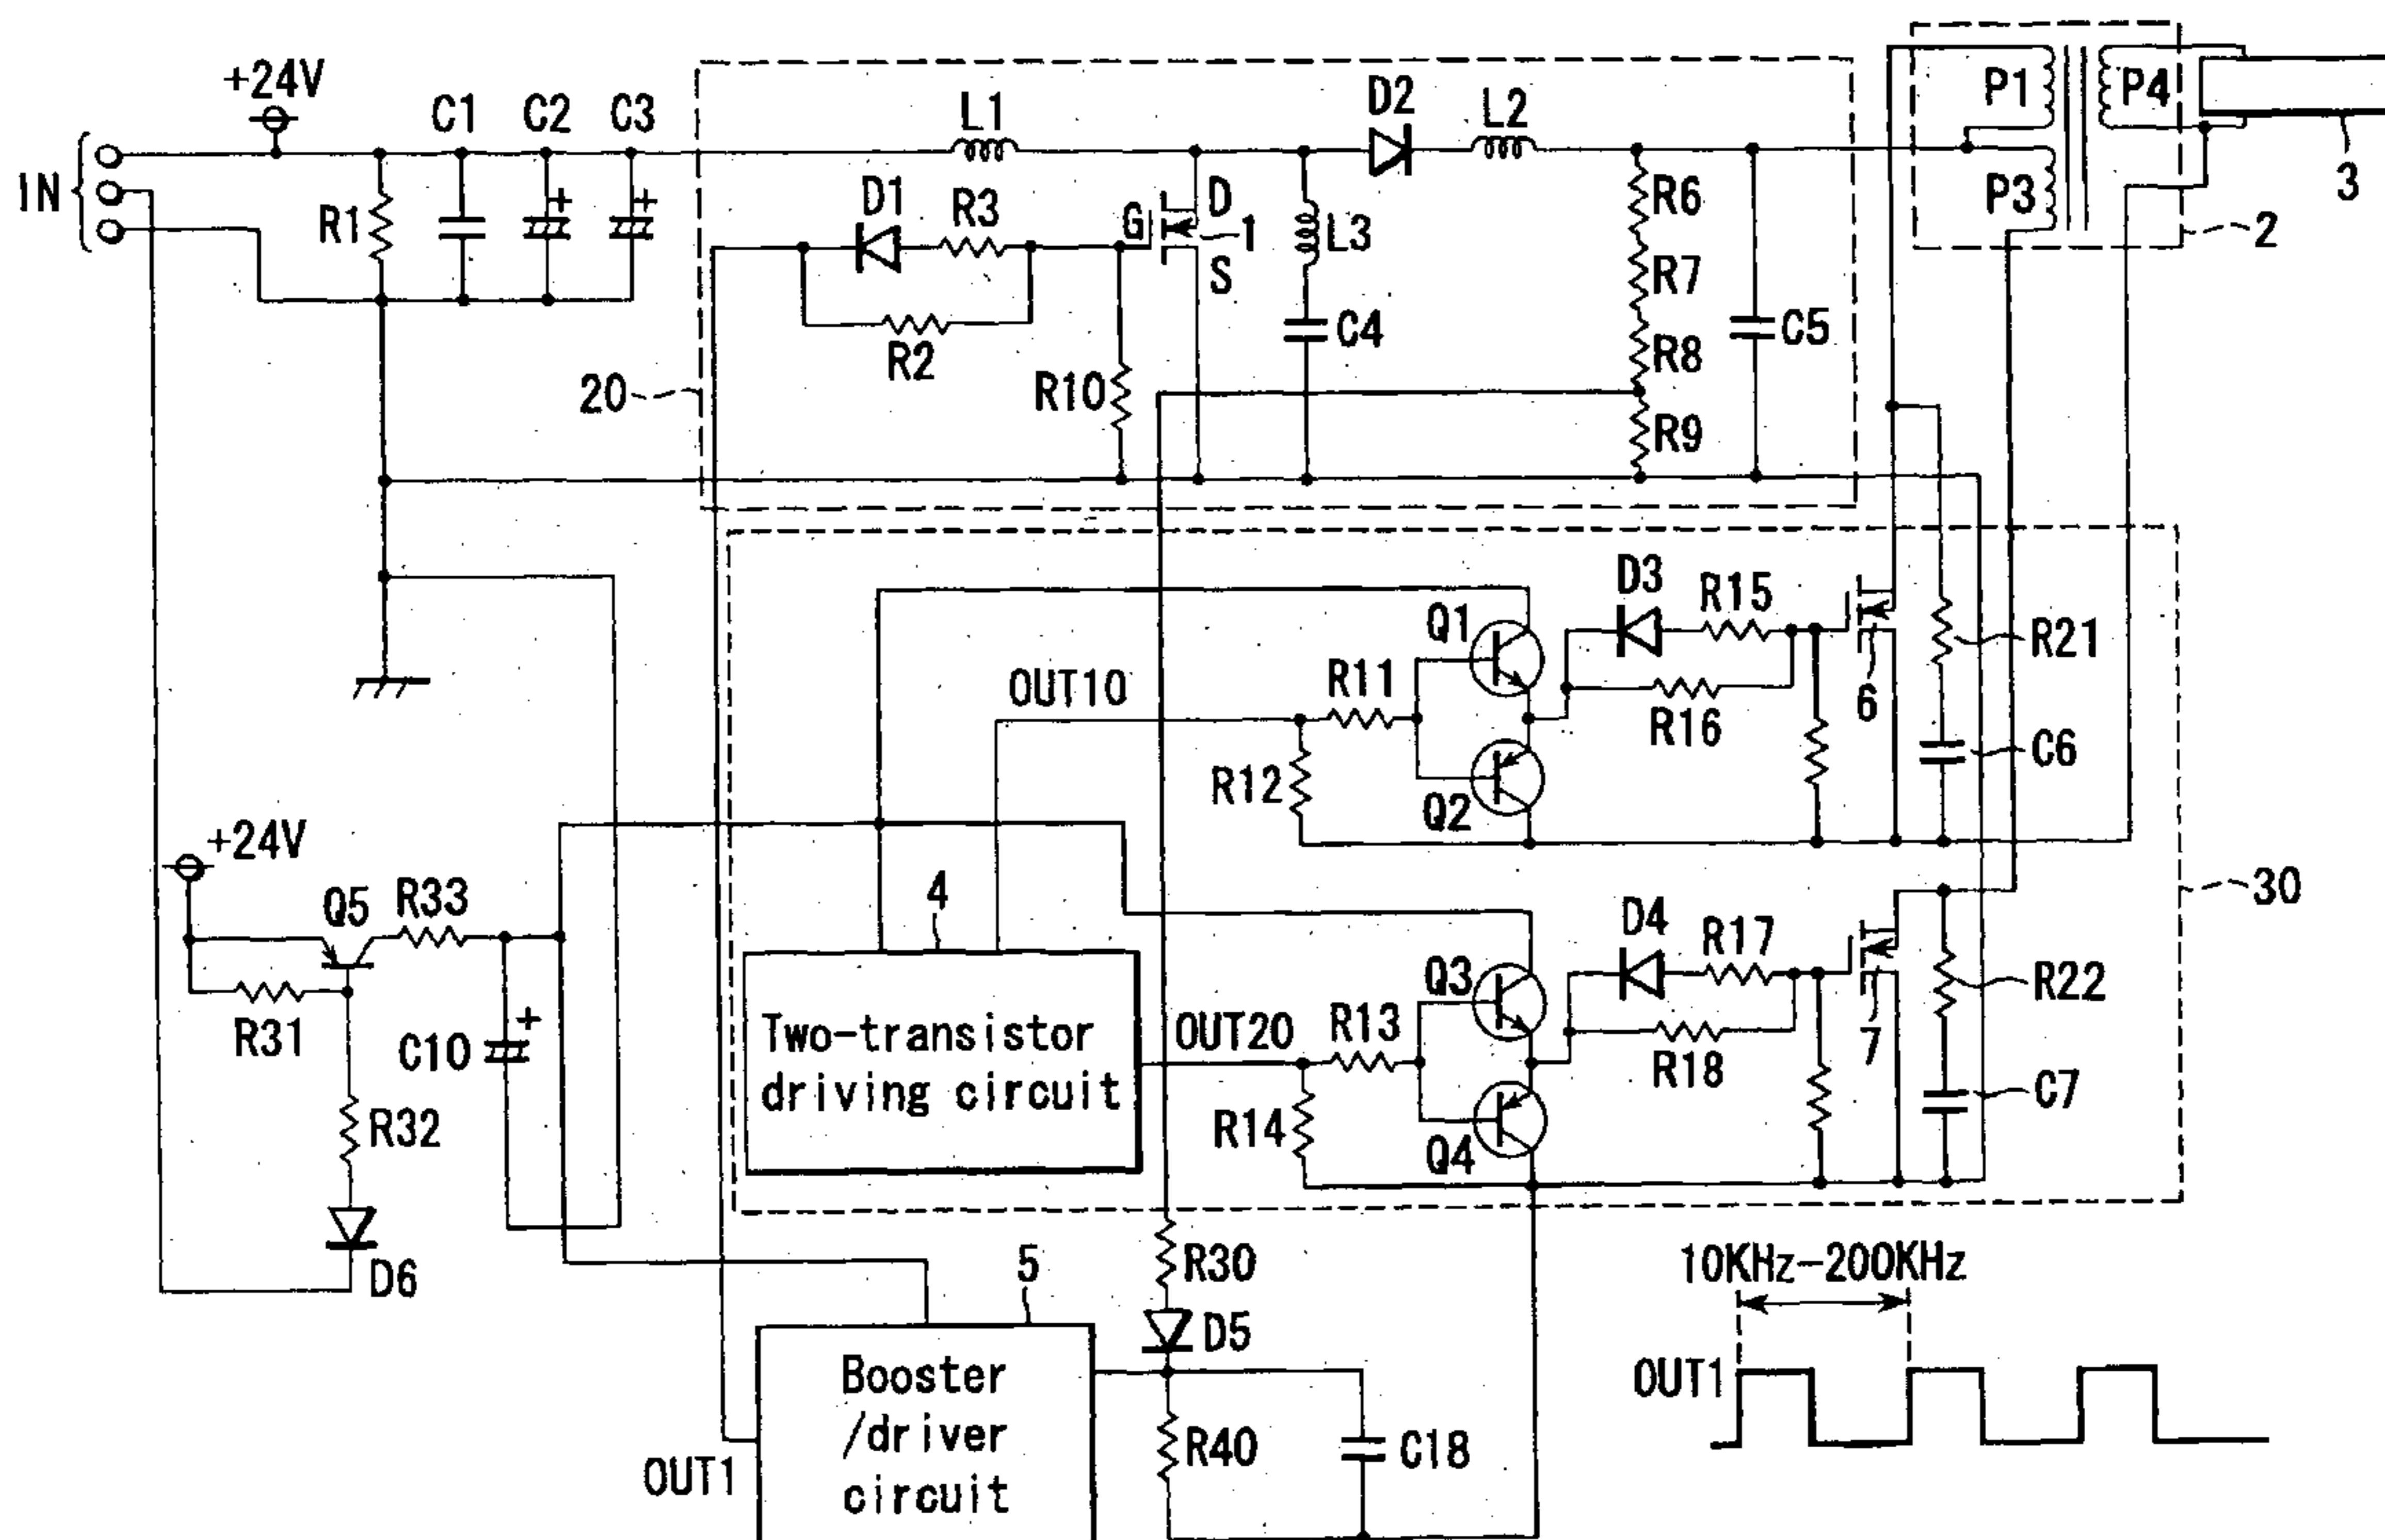 +24V
C1
C2
C3
L1
D2
L2
P1
P4
IN
R1
+
+
D1
R3
G
D
1
S
L3
R6
P3
3
2
R7
R2
C4
R8
C5
20
R10
R9
D3
R15
Q1
R21
OUT10
R11
6
R16
R12
Q2
C6
+24V
Q5
R33
4
30
D4
R17
R31
C10
+
Two-transistor
driving circuit
OUT20
R13
Q3
R18
7
R22
R32
R14
Q4
C7
D6
5
R30
10KHz-200KHz
D5
OUT1
Booster
/driver
circuit
R40
C18
OUT1